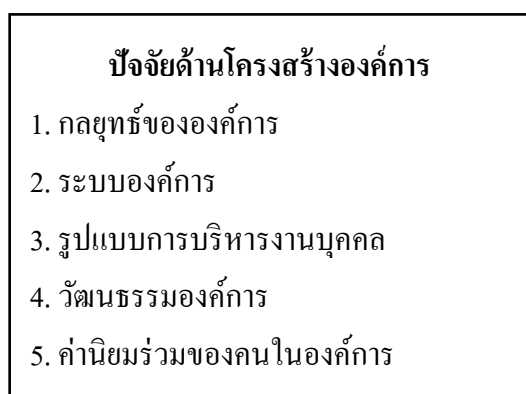 ปัจจัยด้านโครงสร้างองค์การ
1. กลยุทธ์ขององค์การ
2. ระบบองค์การ
3. รูปแบบการบริหารงานบุคคล
4. วัฒนธรรมองค์การ
5. ค่านิยมร่วมของคนในองค์การ